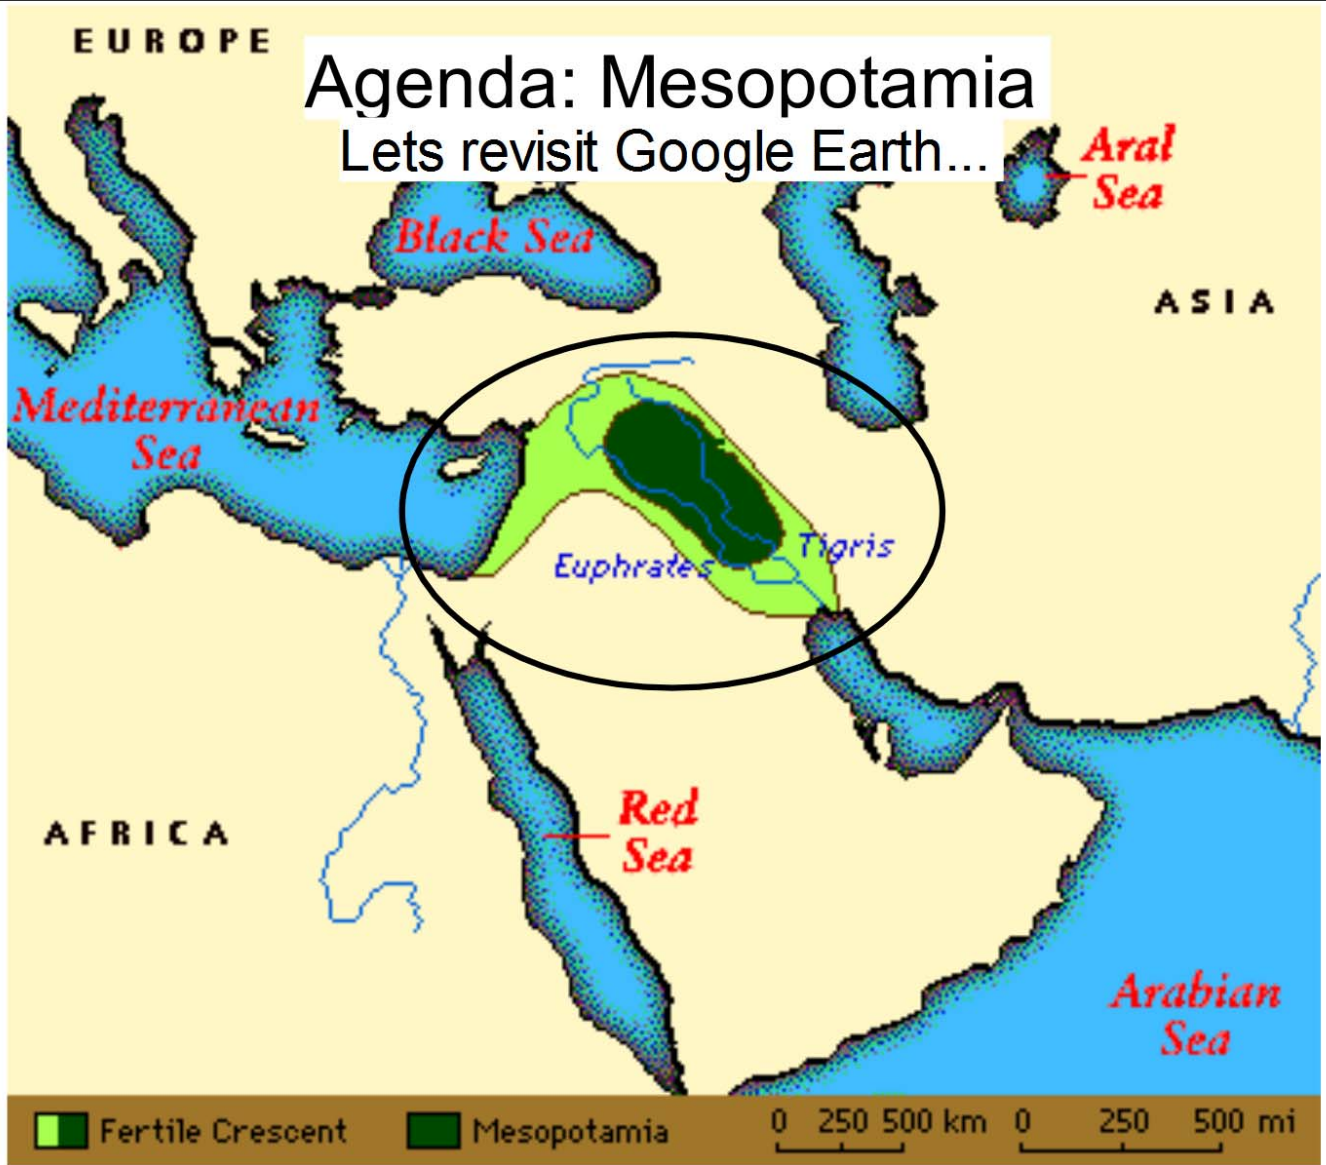 EUROPE
Agenda: Mesopotamia
Lets revisit Google Earth...
Aral
Sea
Black Sea
ASIA
Mediterranean
Sea
Tigris
Euphrates
Red
Sea
AFRICA
Arabian
Sea
Fertile Crescent
Mesopotamia
0 250 500 km
0 250 500 mi